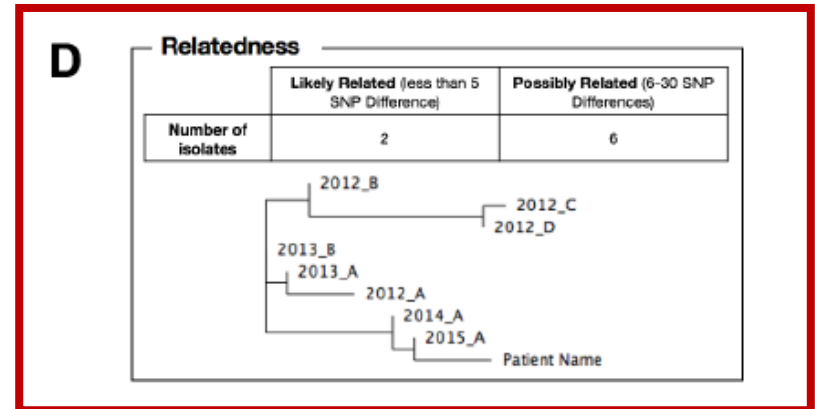 D
Relatedness
Likely Related (less than 5
SNP Difference)
Possibly Related (6-30 SNP
Differences)
Number of
isolates
2
6
2012_B
2012_C
2012_D
2013_B
2013_A
2012_A
2014_A
2015_A
Patient Name